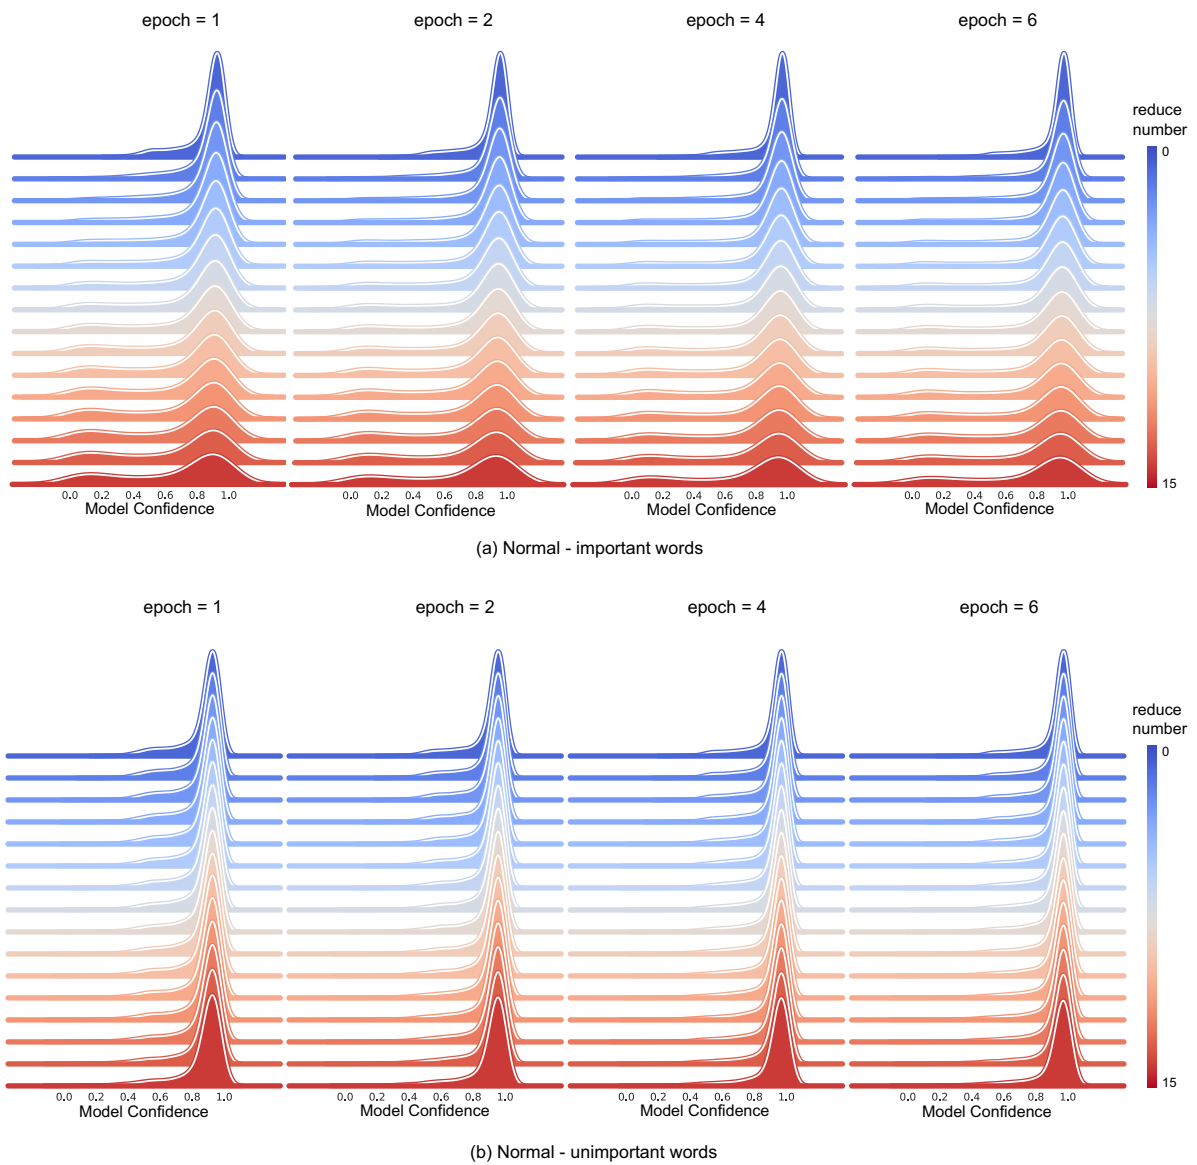 epoch = 1 epoch = 2 epoch = 4 epoch = 6
reduce
number
0
15
0.0 0.2 0.4 0.6 0.8 1.0 0.0 0.2 0.4 0.6 0.8 1.0 0.0 0.2 0.4 0.6 0.8 1.0 0.0 0.2 0.4 0.6 0.8 1.0
Model Confidence Model Confidence Model Confidence Model Confidence
(a) Normal - important words
epoch = 1 epoch = 2 epoch = 4 epoch = 6
reduce
number
0
15
0.0 0.2 0.4 0.6 0.8 1.0 0.0 0.2 0.4 0.6 0.8 1.0 0.0 0.2 0.4 0.6 0.8 1.0 0.0 0.2 0.4 0.6 0.8 1.0
Model Confidence Model Confidence Model Confidence Model Confidence
(b) Normal - unimportant words